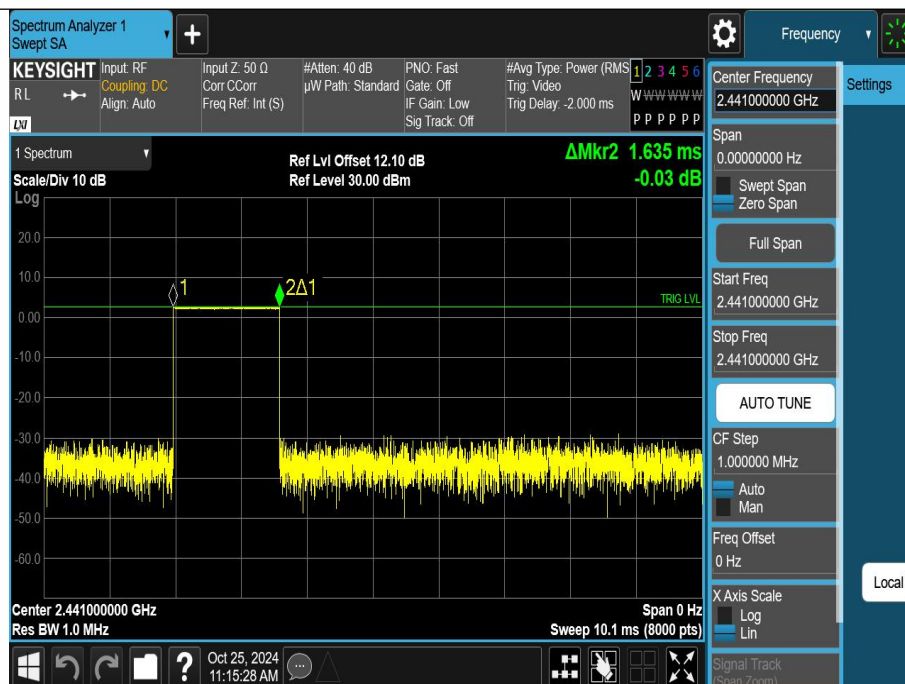 Spectrum Analyzer 1
Swept SA
+
Frequency
KEYSIGHT
RL
LXI
Input: RF
Coupling: DC
Align: Auto
Input Z: 50 Ω
Corr CCorr
Freq Ref: Int (S)
#Atten: 40 dB
µW Path: Standard
PNO: Fast
Gate: Off
IF Gain: Low
Sig Track: Off
#Avg Type: Power (RMS
Trig: Video
Trig Delay: -2.000 ms
1 2 3 4 5 6
W W W W W W
P P P P P P
Center Frequency
2.441000000 GHz
Settings
1 Spectrum
Scale/Div 10 dB
Log
Ref Lvl Offset 12.10 dB
Ref Level 30.00 dBm
ΔMkr2 1.635 ms
-0.03 dB
Span
0.00000000 Hz
Swept Span
Zero Span
Full Span
Start Freq
2.441000000 GHz
Stop Freq
2.441000000 GHz
AUTO TUNE
CF Step
1.000000 MHz
Auto
Man
Freq Offset
0 Hz
X Axis Scale
Log
Lin
Signal Track
(Span Zoom)
Local
20.0
10.0
1
2Δ1
TRIG LVL
0.00
-10.0
-20.0
-30.0
-40.0
-50.0
-60.0
Center 2.441000000 GHz
Res BW 1.0 MHz
Span 0 Hz
Sweep 10.1 ms (8000 pts)
?
Oct 25, 2024
11:15:28 AM